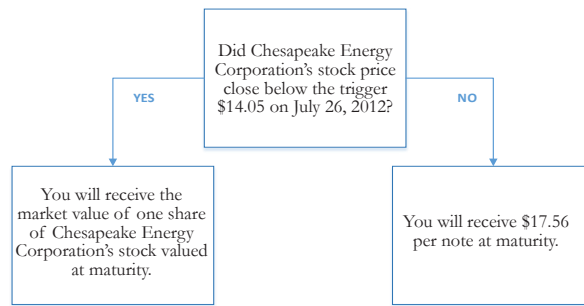 Did Chesapeake Energy
Corporation's stock price
close below the trigger
$14.05 on July 26, 2012?
YES
NO
You will receive the
market value of one share
of Chesapeake Energy
Corporation's stock valued
at maturity.
You will receive $17.56
per note at maturity.